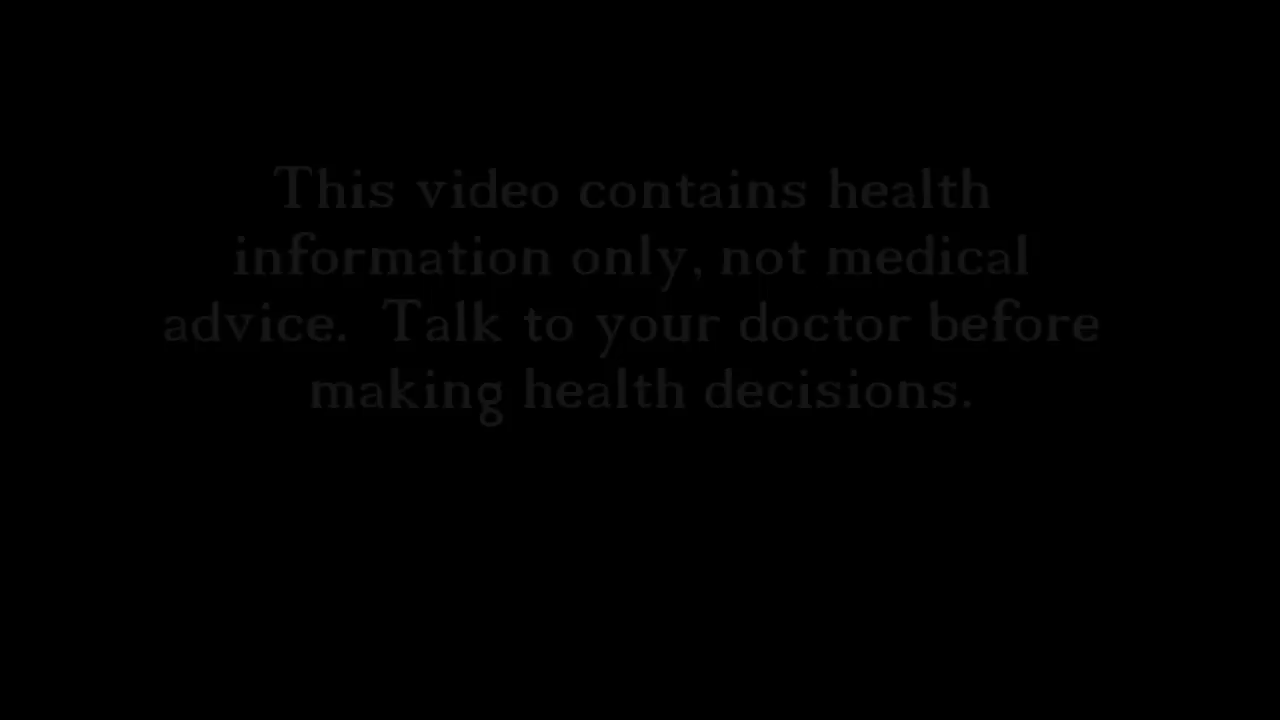 This video contains health
information only, not medical
advice.  Talk to your doctor before
making health decisions.